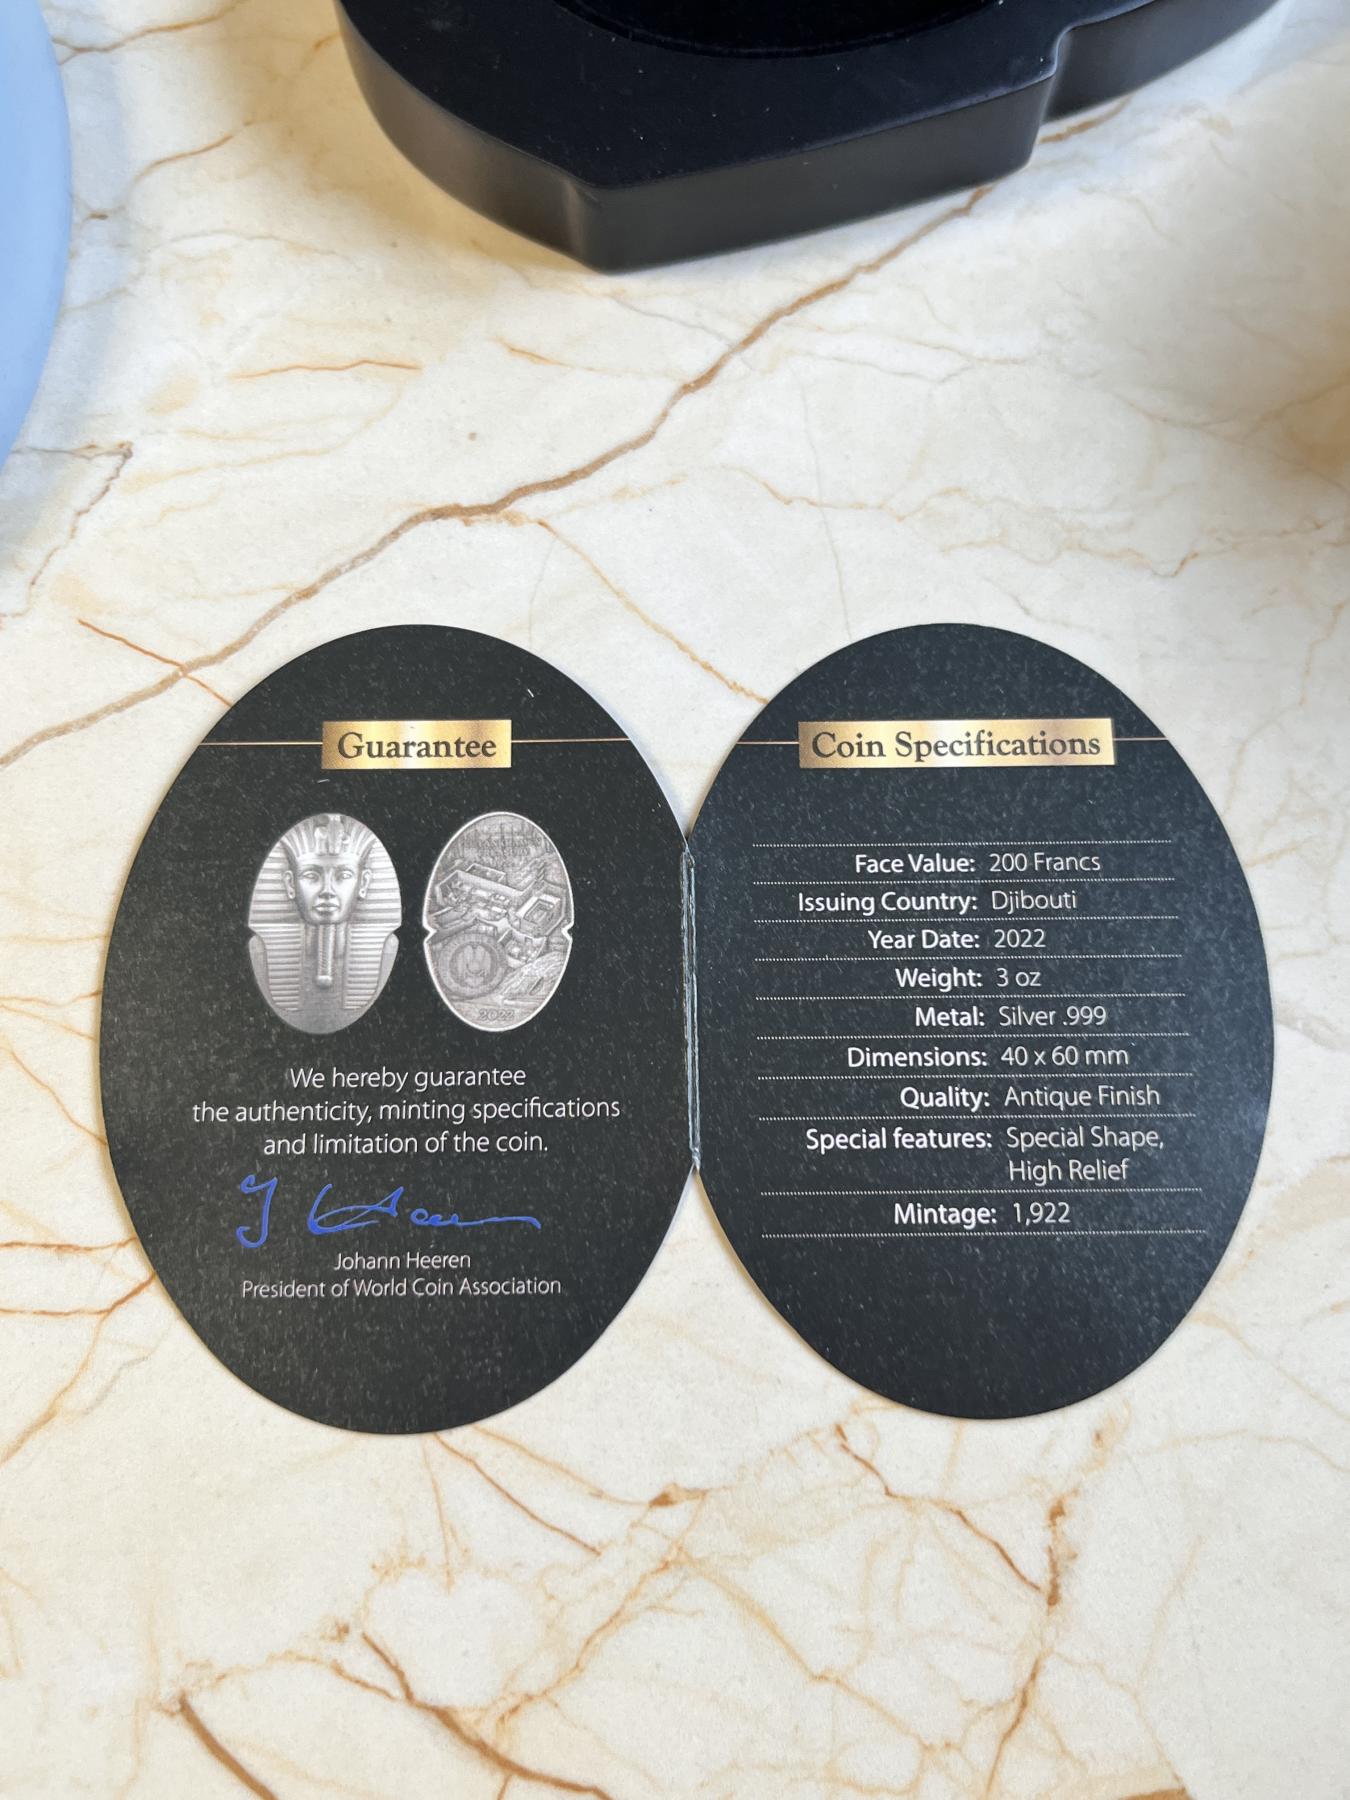 Guarantee
2022
We hereby guarantee
the authenticity, minting specifications
and limitation of the coin.
Johann Heeren
President of World Coin Association
Coin Specifications
Face Value: 200 Francs
Issuing Country: Djibouti
Year Date: 2022
Weight: 3 oz
Metal: Silver .999
Dimensions: 40 x 60 mm
Quality: Antique Finish
Special features: Special Shape,
High Relief
Mintage: 1,922